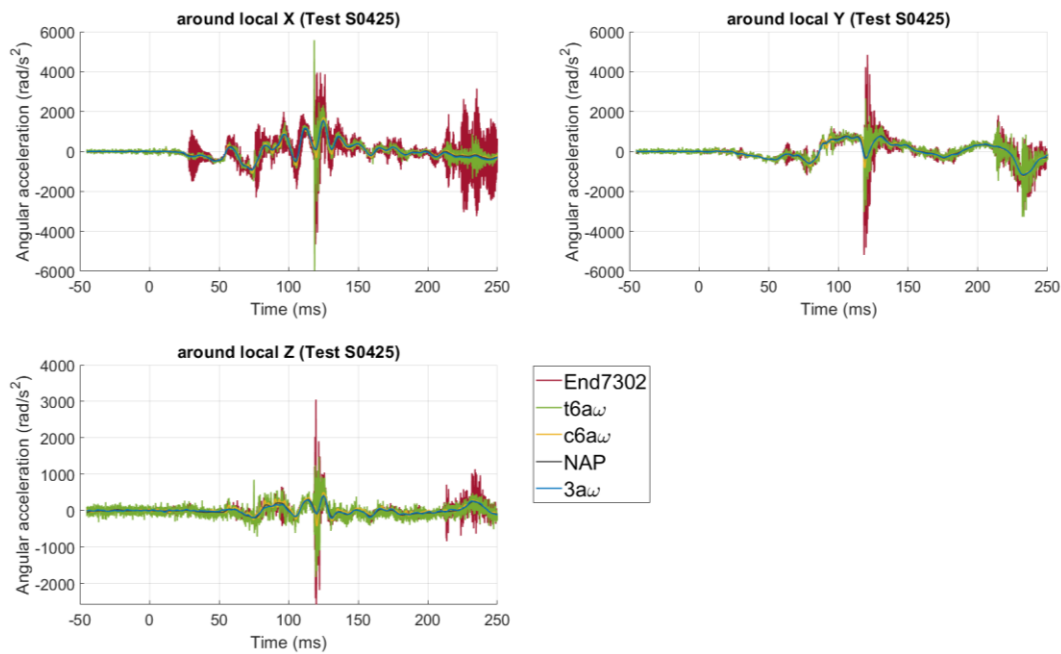 around local X (Test S0425)
6000
4000
2000
0
-2000
-4000
-6000
Angular acceleration (rad/s²)
-50 0 50 100 150 200 250
Time (ms)
around local Y (Test S0425)
6000
4000
2000
0
-2000
-4000
-6000
Angular acceleration (rad/s²)
-50 0 50 100 150 200 250
Time (ms)
around local Z (Test S0425)
4000
3000
2000
1000
0
-1000
-2000
Angular acceleration (rad/s²)
-50 0 50 100 150 200 250
Time (ms)
End7302
t6aω
c6aω
NAP
3aω